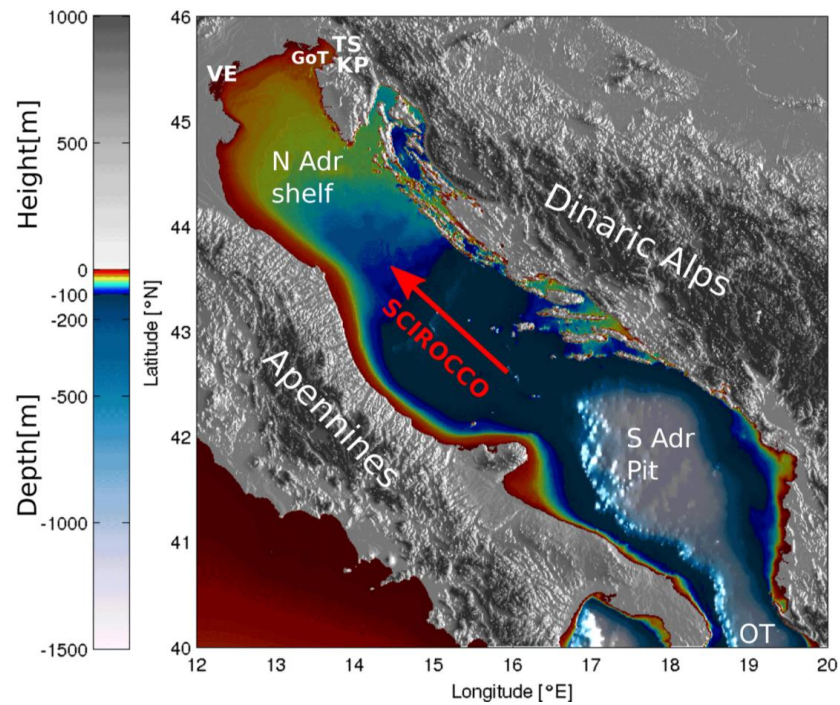 1000
500
0
-100
-200
-500
-1000
-1500
Height[m]
Depth[m]
46
45
44
43
42
41
40
Latitude [°N]
12
13
14
15
16
17
18
19
20
Longitude [°E]
VE
GoT
TS
KP
N Adr
shelf
Dinaric Alps
SCIROCCO
Apennines
S Adr
Pit
OT